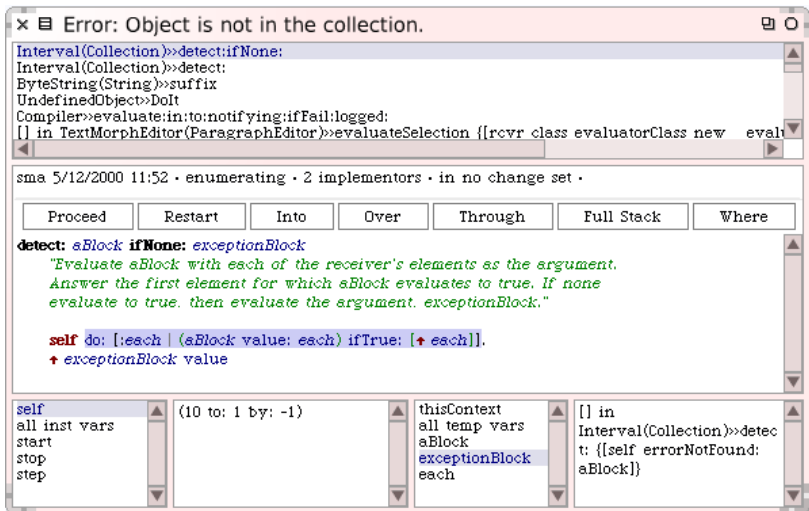 Error: Object is not in the collection.
Interval(Collection)>>detect:ifNone:
Interval(Collection)>>detect:
ByteString(String)>>suffix
UndefinedObject>>DoIt
Compiler>>evaluate:in:to:notifying:ifFail:logged:
[] in TextMorphEditor(ParagraphEditor)>>evaluateSelection {[rcvr class evaluatorClass new evalu
sma 5/12/2000 11:52 · enumerating · 2 implementors · in no change set ·
Proceed Restart Into Over Through Full Stack Where
detect: aBlock ifNone: exceptionBlock
"Evaluate aBlock with each of the receiver's elements as the argument.
Answer the first element for which aBlock evaluates to true. If none
evaluate to true, then evaluate the argument, exceptionBlock."
self do: [:each | (aBlock value: each) ifTrue: [↑ each]].
↑ exceptionBlock value
self
all inst vars
start
stop
step
(10 to: 1 by: -1)
thisContext
all temp vars
aBlock
exceptionBlock
each
[] in
Interval(Collection)>>detec
t: {[self errorNotFound:
aBlock]}